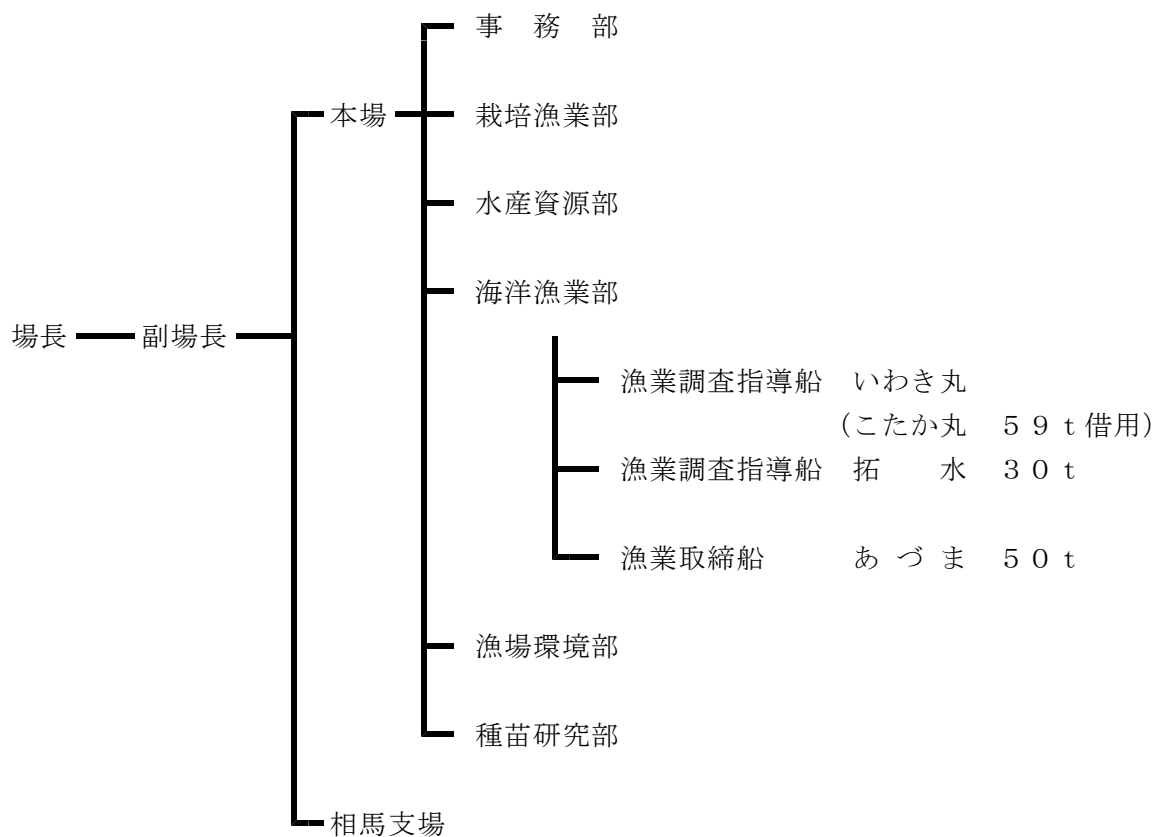 事　務　部
本場
栽培漁業部
水産資源部
海洋漁業部
場長
副場長
漁業調査指導船　いわき丸
(こたか丸　５９ｔ借用)
漁業調査指導船　拓　　水　３０ｔ
漁業取締船　　　あ づ ま　５０ｔ
漁場環境部
種苗研究部
相馬支場